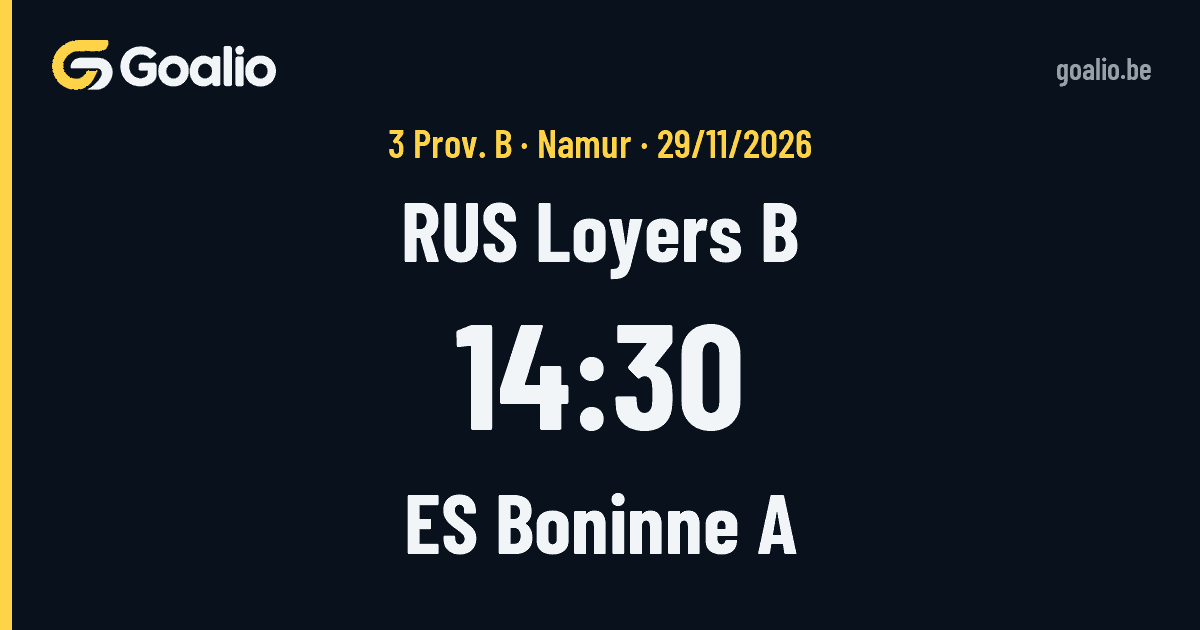 Goalio
goalio.be
3 Prov. B · Namur · 29/11/2026
RUS Loyers B
14:30
ES Boninne A